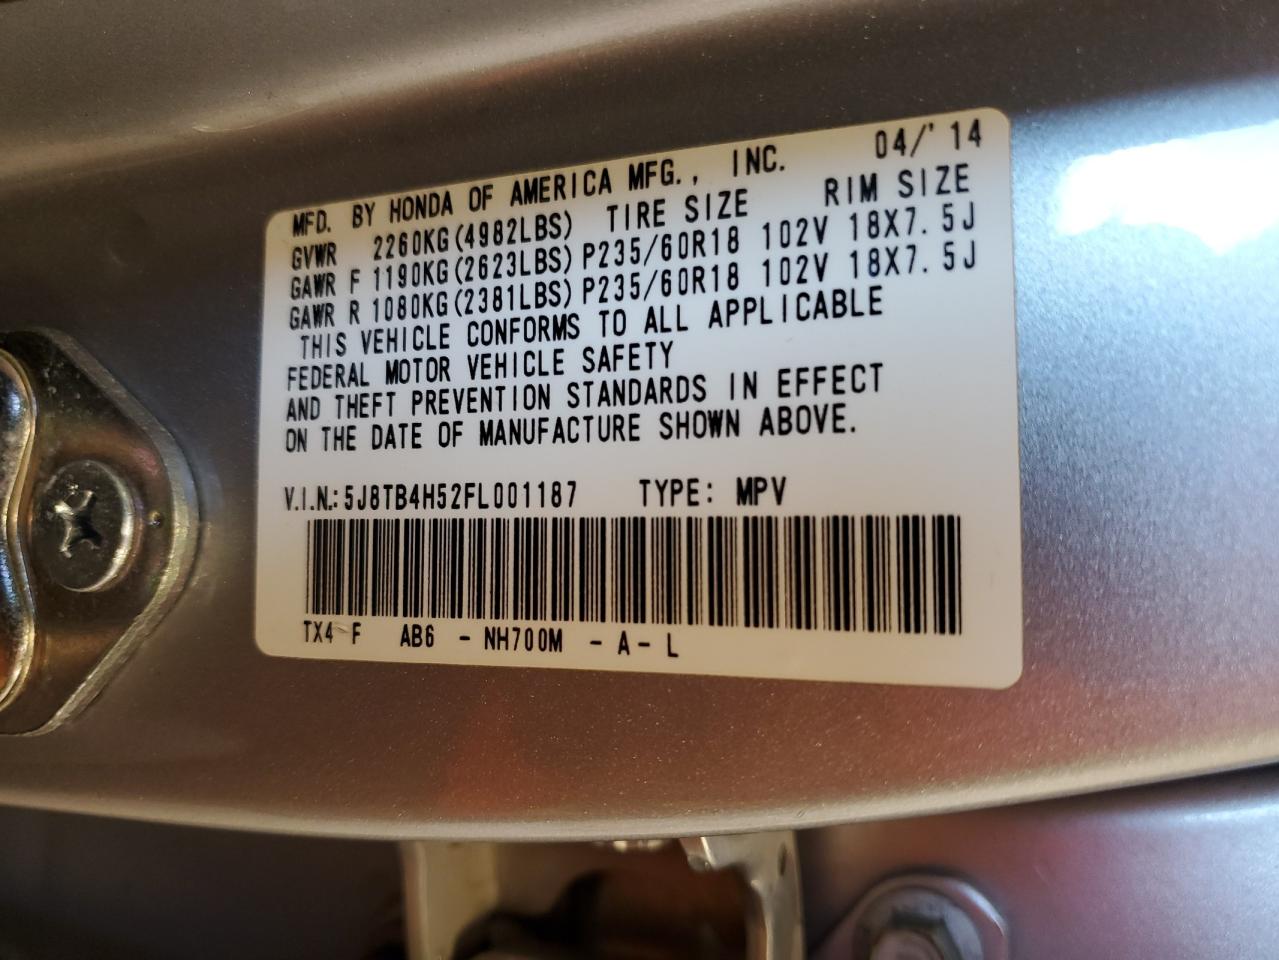 MFD. BY HONDA OF AMERICA MFG., INC. 04/'14
GVWR 2260KG(4982LBS) TIRE SIZE RIM SIZE
GAWR F 1190KG(2623LBS) P235/60R18 102V 18X7.5J
GAWR R 1080KG(2381LBS) P235/60R18 102V 18X7.5J
THIS VEHICLE CONFORMS TO ALL APPLICABLE
FEDERAL MOTOR VEHICLE SAFETY
AND THEFT PREVENTION STANDARDS IN EFFECT
ON THE DATE OF MANUFACTURE SHOWN ABOVE.
V.I.N.: 5J8TB4H52FL001187 TYPE: MPV
TX4-F AB6 - NH700M - A - L